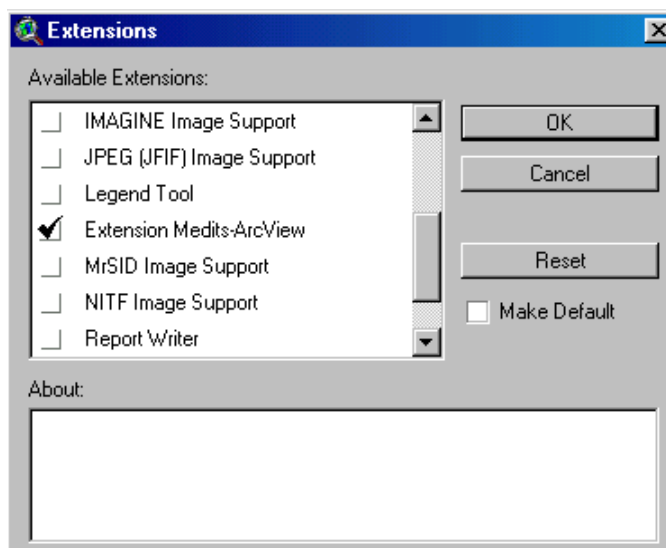 Extensions
Available Extensions:
IMAGINE Image Support
JPEG (JFIF) Image Support
Legend Tool
Extension Medits-ArcView
MrSID Image Support
NITF Image Support
Report Writer
OK
Cancel
Reset
Make Default
About: